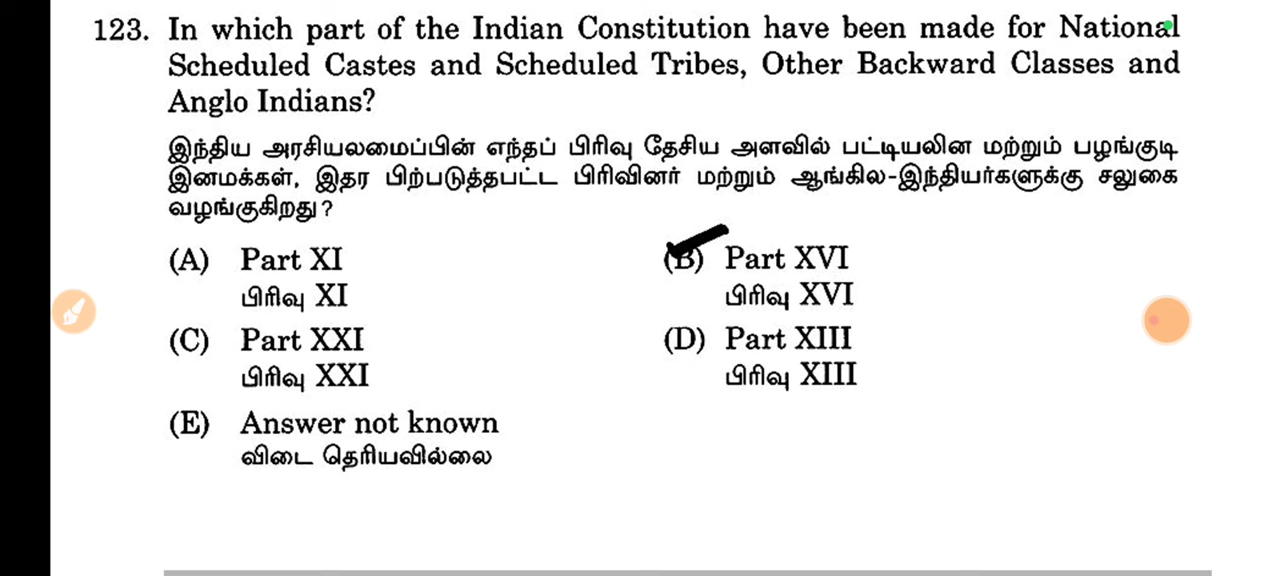 123. In which part of the Indian Constitution have been made for National
Scheduled Castes and Scheduled Tribes, Other Backward Classes and
Anglo Indians?
இந்திய அரசியலமைப்பின் எந்தப் பிரிவு தேசிய அளவில் பட்டியலின மற்றும் பழங்குடி
இனமக்கள், இதர பிற்படுத்தபட்ட பிரிவினர் மற்றும் ஆங்கில-இந்தியர்களுக்கு சலுகை
வழங்குகிறது?
(A) Part XI
பிரிவு XI
(B) Part XVI
பிரிவு XVI
(C) Part XXI
பிரிவு XXI
(D) Part XIII
பிரிவு XIII
(E) Answer not known
விடை தெரியவில்லை